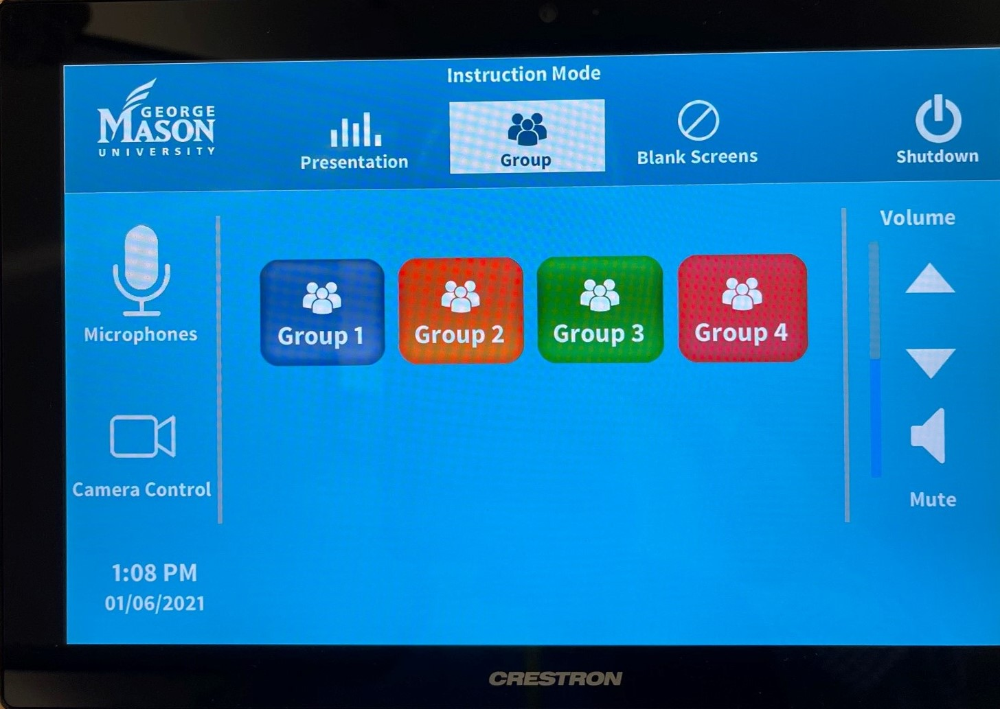 Instruction Mode
GEORGE
MASON
UNIVERSITY
Presentation
Group
Blank Screens
Shutdown
Microphones
Camera Control
Group 1
Group 2
Group 3
Group 4
Volume
Mute
1:08 PM
01/06/2021
CRESTRON